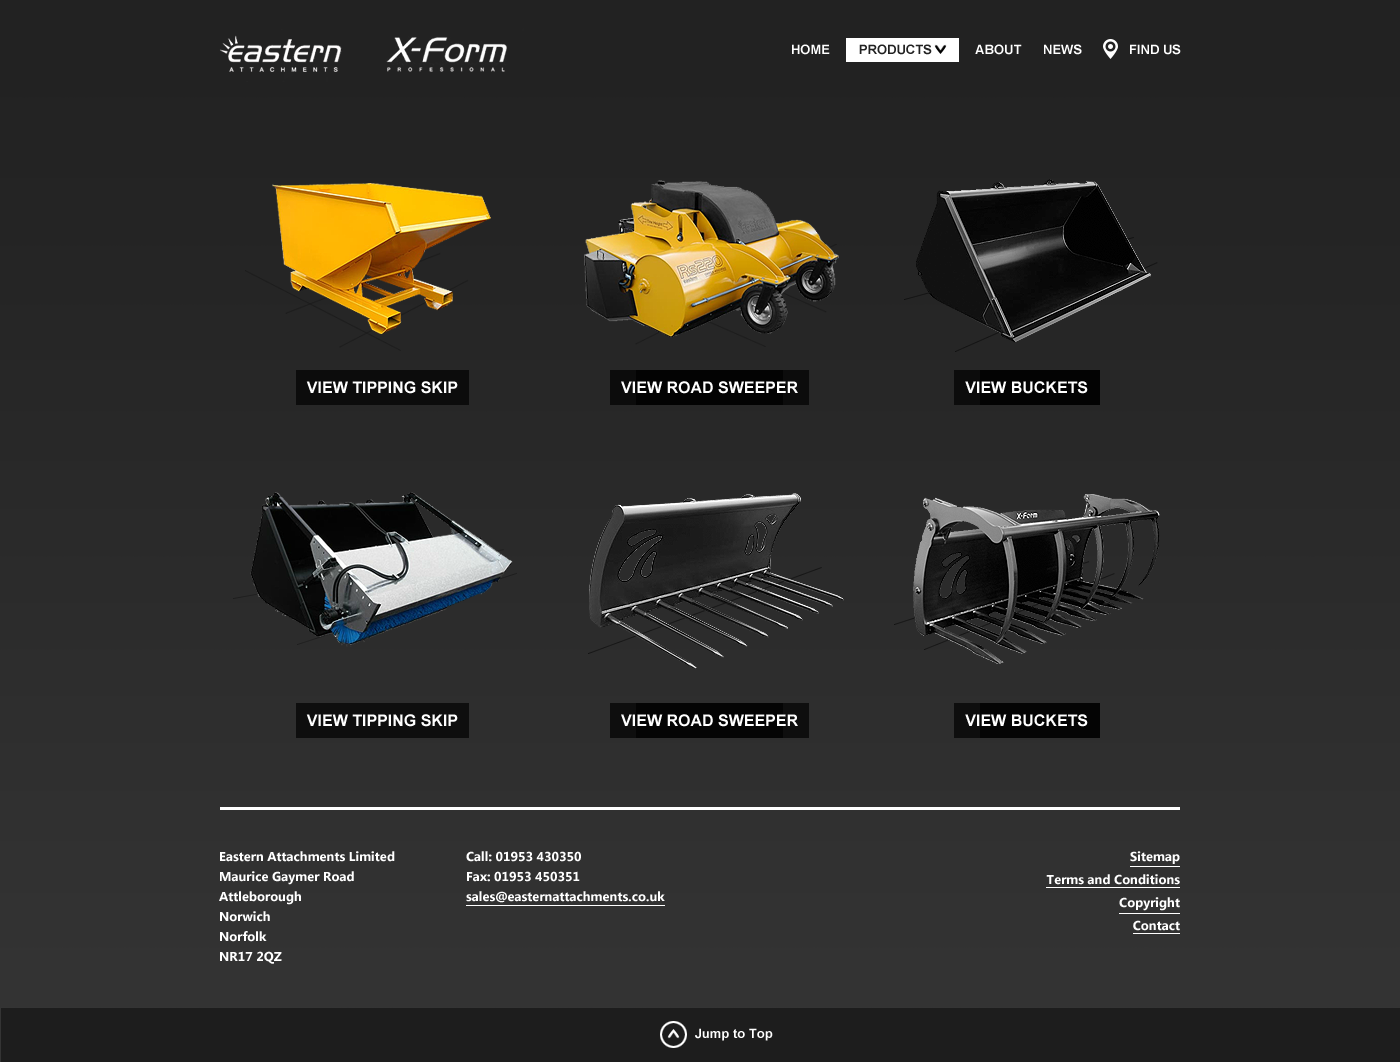 eastern
ATTACHMENTS
X-Form
PROFESSIONAL
HOME
PRODUCTS
ABOUT
NEWS
FIND US
Rs220
VIEW TIPPING SKIP
VIEW ROAD SWEEPER
VIEW BUCKETS
X-Form
VIEW TIPPING SKIP
VIEW ROAD SWEEPER
VIEW BUCKETS
Eastern Attachments Limited
Maurice Gaymer Road
Attleborough
Norwich
Norfolk
NR17 2QZ
Call: 01953 430350
Fax: 01953 450351
sales@easternattachments.co.uk
Sitemap
Terms and Conditions
Copyright
Contact
Jump to Top